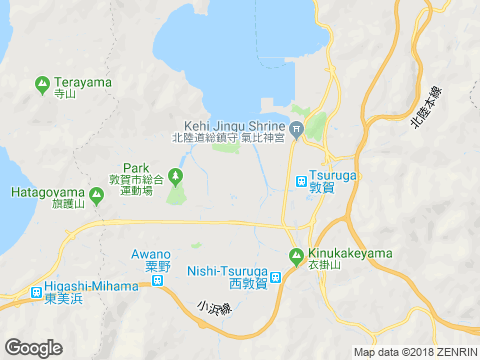 Terayama
寺山
Kehi Jingu Shrine
北陸道総鎮守 氣比神宮
北陸本線
Park
敦賀市総合
運動場
Tsuruga
敦賀
Hatagoyama
旗護山
Awano
粟野
Kinukakeyama
衣掛山
Nishi-Tsuruga
西敦賀
Higashi-Mihama
東美浜
小浜線
Google
Map data ©2018 ZENRIN